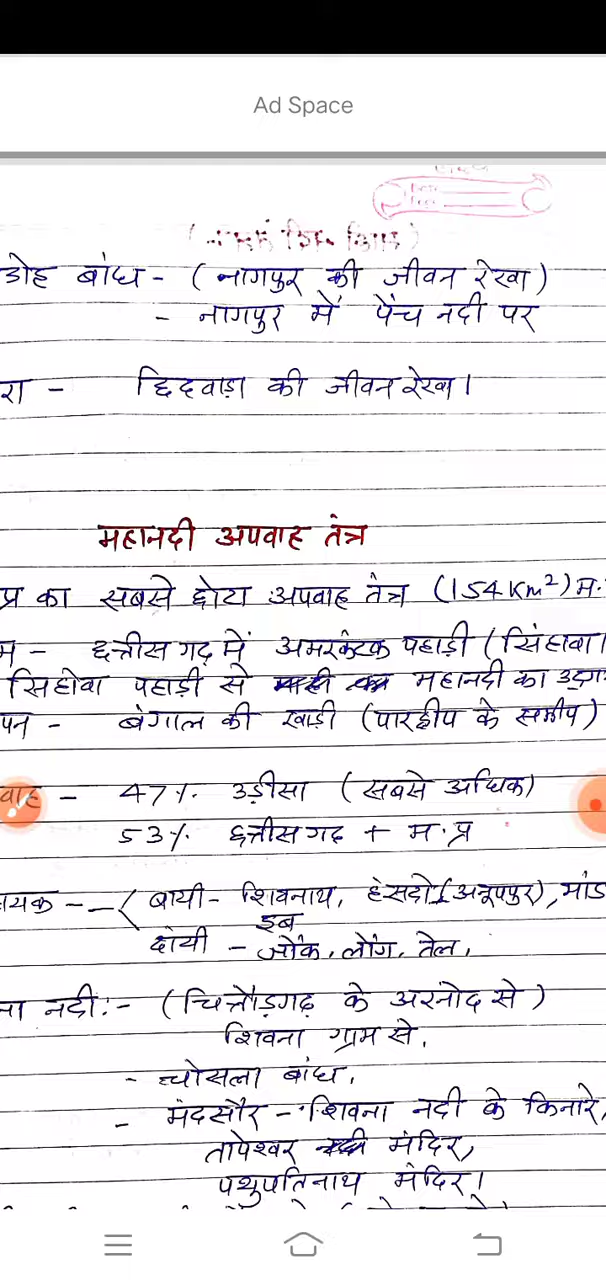 Ad Space
डोह बांध - (नागपुर की जीवन रेखा)
- नागपुर में पेंच नदी पर
रा - छिदवाड़ा की जीवन रेखा।
महानदी अपवाह तंत्र
प्र का सबसे छोटा अपवाह तंत्र (154 Km²) म.
म - छत्तीसगढ़ में अमरकंटक पहाड़ी (सिंहावा।
सिहोवा पहाड़ी से महानदी का उद्गा
पन - बंगाल की खाड़ी (पारद्वीप के समीप)
वाह - 47%. उड़ीसा (सबसे अधिक)
53%. छत्तीसगढ़ + म.प्र
ायक - - बायी - शिवनाथ, हसदो (अनूपपुर), मांड
इब
दांयी - जोंक, लोंग, तेल,
ना नदी :- (चित्तौड़गढ़ के अरनोद से)
शिवना ग्राम से,
- चोसला बांध,
- मंदसौर - शिवना नदी के किनारे,
तापेश्वर मंदिर,
पशुपतिनाथ मंदिर।